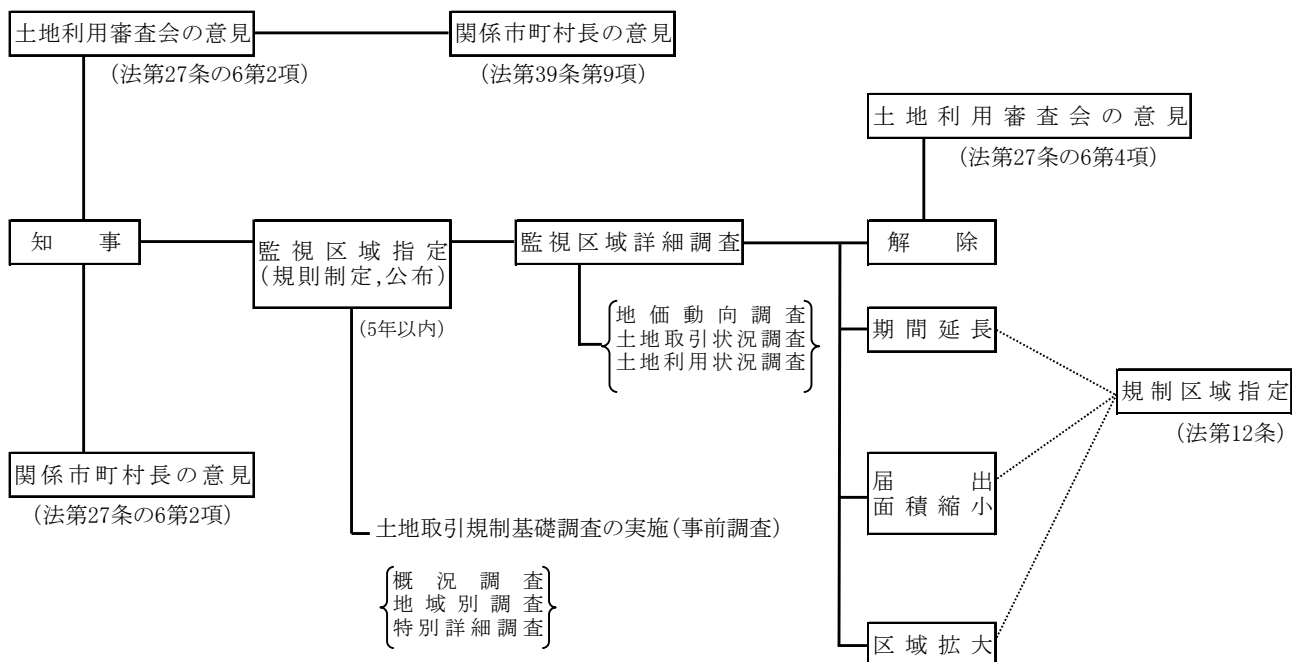 土地利用審査会の意見
(法第27条の6第2項)
関係市町村長の意見
(法第39条第9項)
土地利用審査会の意見
(法第27条の6第4項)
知事
監視区域指定
(規則制定,公布)
(5年以内)
監視区域詳細調査
地価動向調査
土地取引状況調査
土地利用状況調査
解除
期間延長
規制区域指定
(法第12条)
関係市町村長の意見
(法第27条の6第2項)
届出
面積縮小
土地取引規制基礎調査の実施(事前調査)
概況調査
地域別調査
特別詳細調査
区域拡大